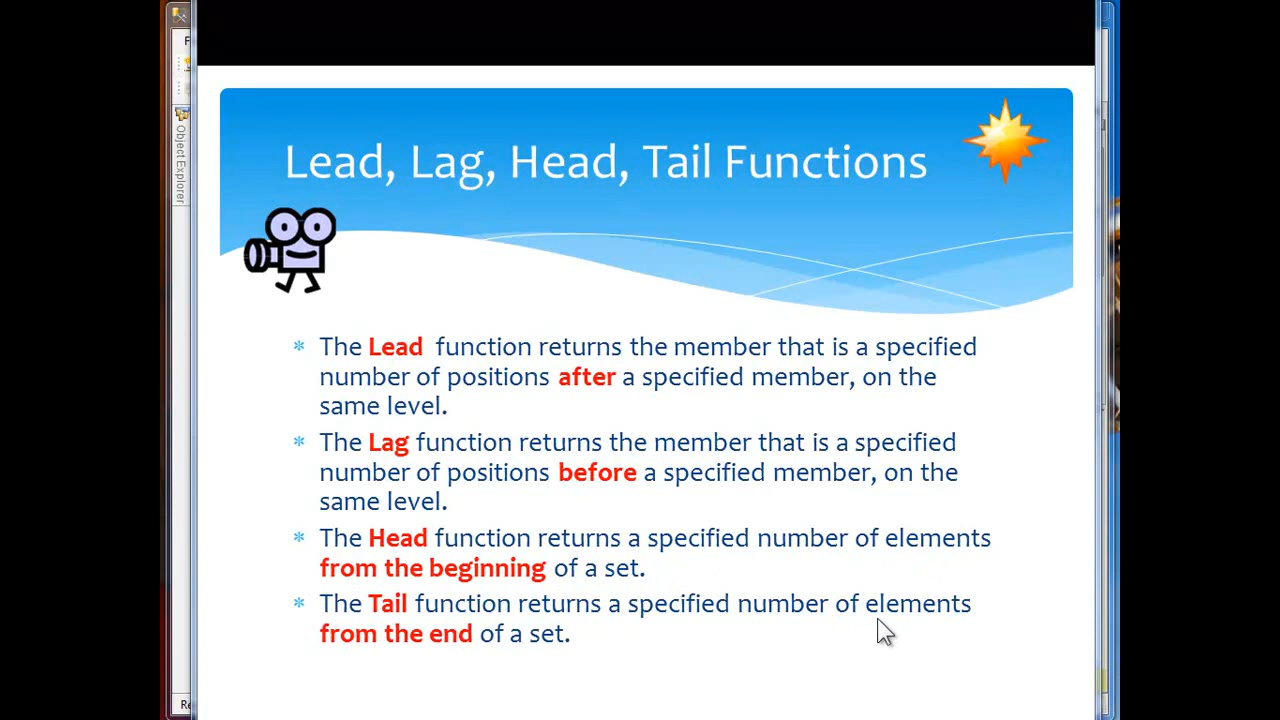 F
Object Explorer
Lead, Lag, Head, Tail Functions
* The Lead function returns the member that is a specified
number of positions after a specified member, on the
same level.
* The Lag function returns the member that is a specified
number of positions before a specified member, on the
same level.
* The Head function returns a specified number of elements
from the beginning of a set.
* The Tail function returns a specified number of elements
from the end of a set.
Re